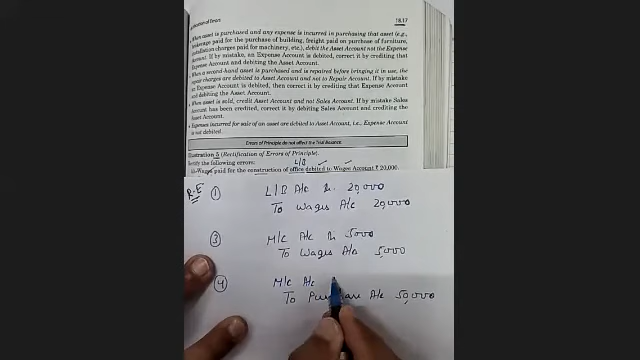 ification of Errors 18.17
• When asset is purchased and any expense is incurred in purchasing that asset (e.g.,
brokerage paid for the purchase of building, freight paid on purchase of furniture,
installation charges paid for machinery, etc.), debit the Asset Account not the Expense
Account. If by mistake, an Expense Account is debited, correct it by crediting that
Expense Account and debiting the Asset Account.
• When a second-hand asset is purchased and is repaired before bringing it in use, the
repair charges are debited to Asset Account and not to Repair Account. If by mistake
an Expense Account is debited, then correct it by crediting that Expense Account
and debiting the Asset Account.
• When asset is sold, credit Asset Account and not Sales Account. If by mistake Sales
Account has been credited, correct it by debiting Sales Account and crediting the
Asset Account.
• Expenses incurred for sale of an asset are debited to Asset Account, i.e., Expense Account
is not debited.
Errors of Principle do not affect the Trial Balance.
Illustration 5 (Rectification of Errors of Principle)
Rectify the following errors: L/B
Wages paid for the construction of office debited to Wages Account ₹ 20,000.
R.E ① L/B A/c Dr 20,000
To Wages A/c 20,000
③ M/C A/c Dr 5000
To Wages A/c 5,000
④ M/C A/c
To A/c 50,000